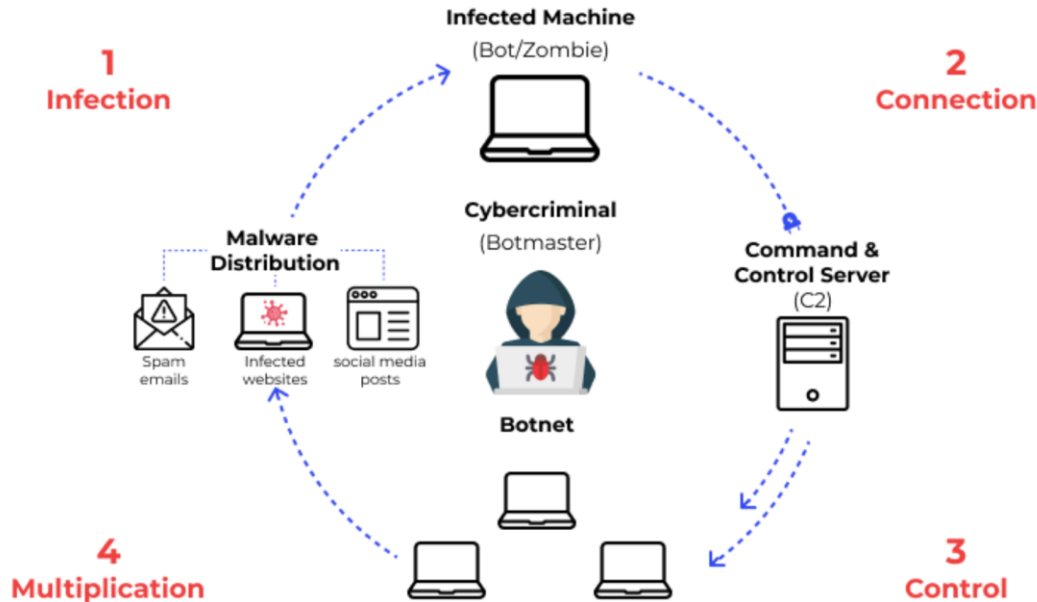 Infected Machine
(Bot/Zombie)
1
Infection
2
Connection
Cybercriminal
(Botmaster)
Malware
Distribution
Spam
emails
Infected
websites
social media
posts
Command &
Control Server
(C2)
Botnet
4
Multiplication
3
Control